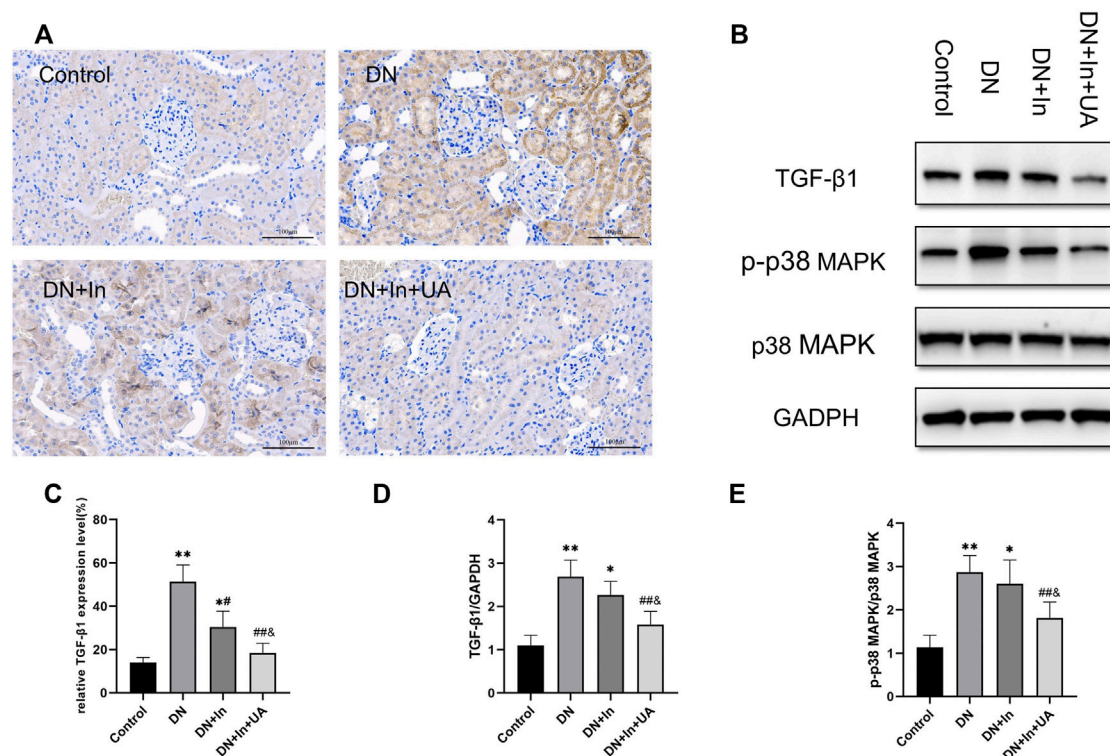 A
Control
DN
100μm
100μm
DN+In
DN+In+UA
100μm
100μm
B
Control
DN
DN+In
DN+In+UA
TGF-β1
p-p38 MAPK
p38 MAPK
GADPH
C
relative TGF-β1 expression level(%)
80
60
40
20
0
**
*#
##&
Control
DN
DN+In
DN+In+UA
D
TGF-β1/GAPDH
4
3
2
1
0
**
*
##&
Control
DN
DN+In
DN+In+UA
E
p-p38 MAPK/p38 MAPK
4
3
2
1
0
**
*
##&
Control
DN
DN+In
DN+In+UA